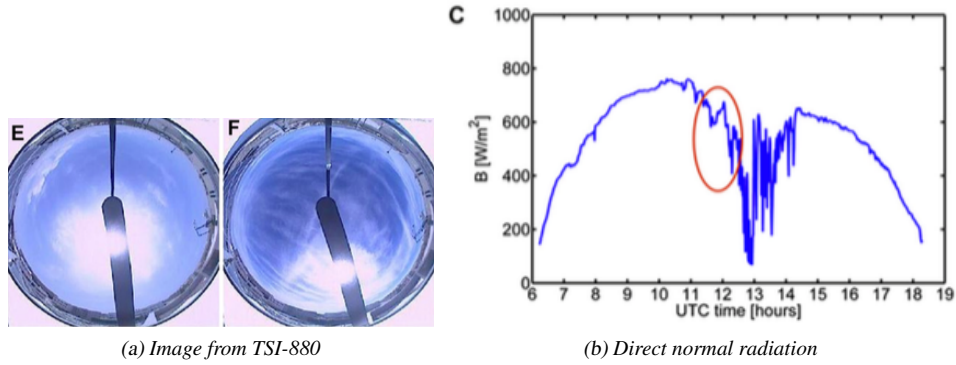 E
F
(a) Image from TSI-880
C
1000
800
600
400
200
0
B [W/m²]
6 7 8 9 10 11 12 13 14 15 16 17 18 19
UTC time [hours]
(b) Direct normal radiation